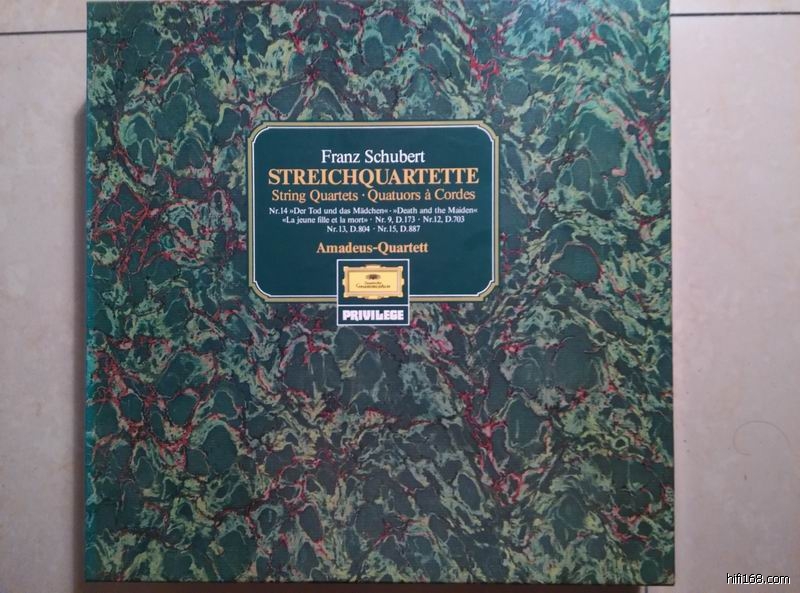 Franz Schubert
STREICHQUARTETTE
String Quartets · Quatuors à Cordes
Nr.14 »Der Tod und das Mädchen« · »Death and the Maiden«
»La jeune fille et la mort« · Nr. 9, D.173 · Nr.12, D.703
Nr.13, D.804 · Nr.15, D.887
Amadeus-Quartett
Deutsche
Grammophon
PRIVILEGE
hifi168.com